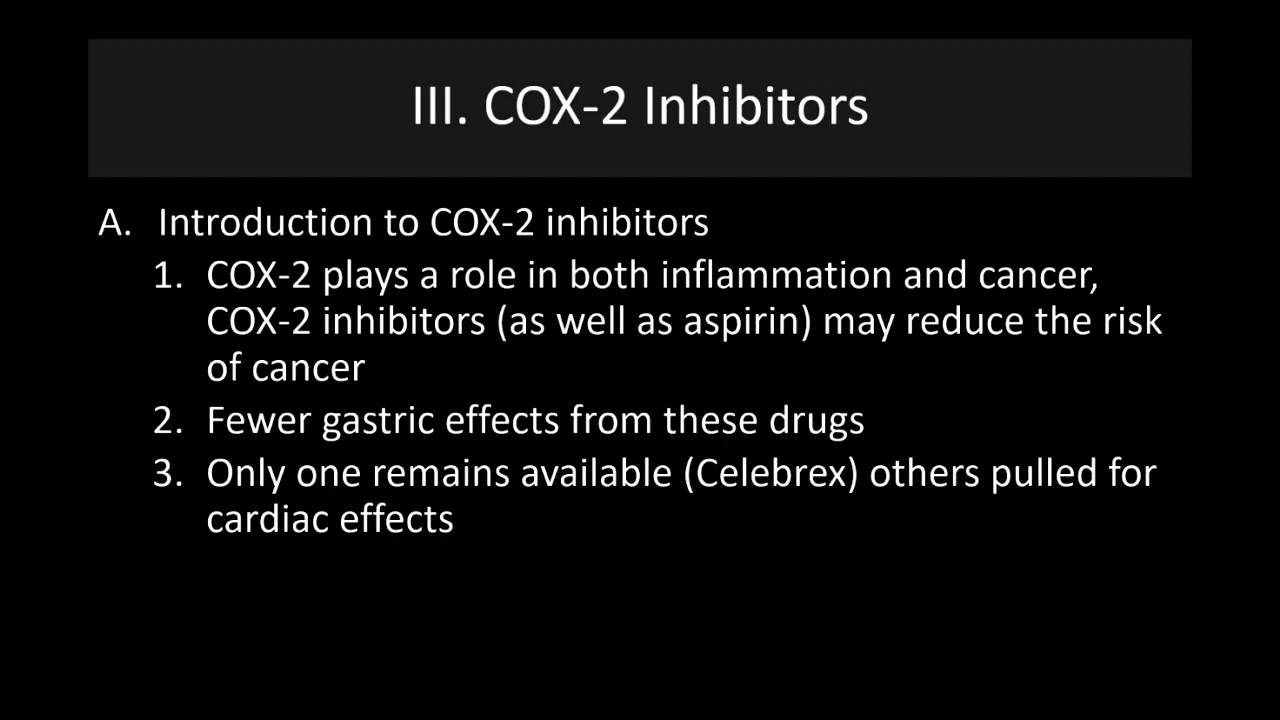 III. COX-2 Inhibitors
A. Introduction to COX-2 inhibitors
1. COX-2 plays a role in both inflammation and cancer,
COX-2 inhibitors (as well as aspirin) may reduce the risk
of cancer
2. Fewer gastric effects from these drugs
3. Only one remains available (Celebrex) others pulled for
cardiac effects